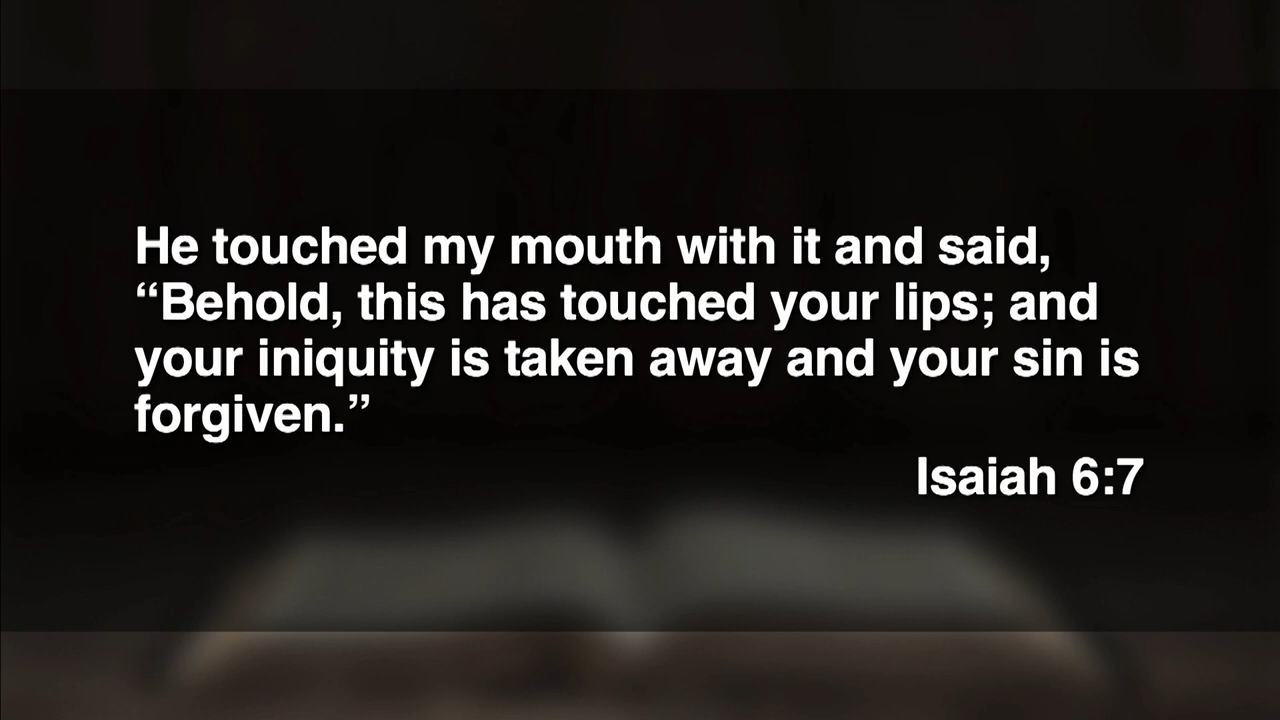 He touched my mouth with it and said,
“Behold, this has touched your lips; and
your iniquity is taken away and your sin is
forgiven.”
Isaiah 6:7